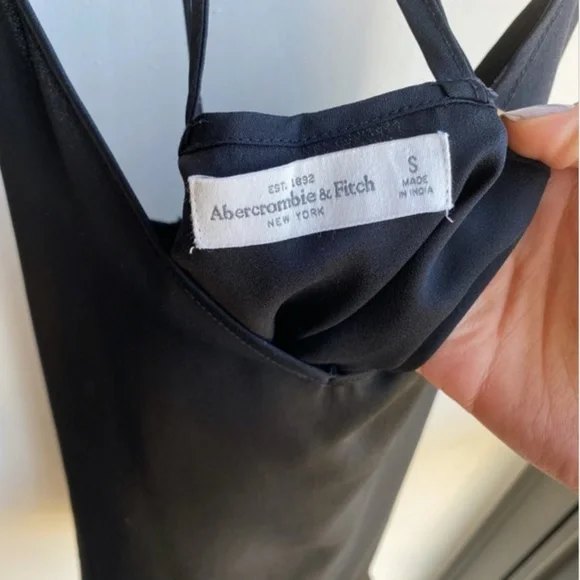 EST. 1892
Abercrombie & Fitch
NEW YORK
S
MADE
IN INDIA